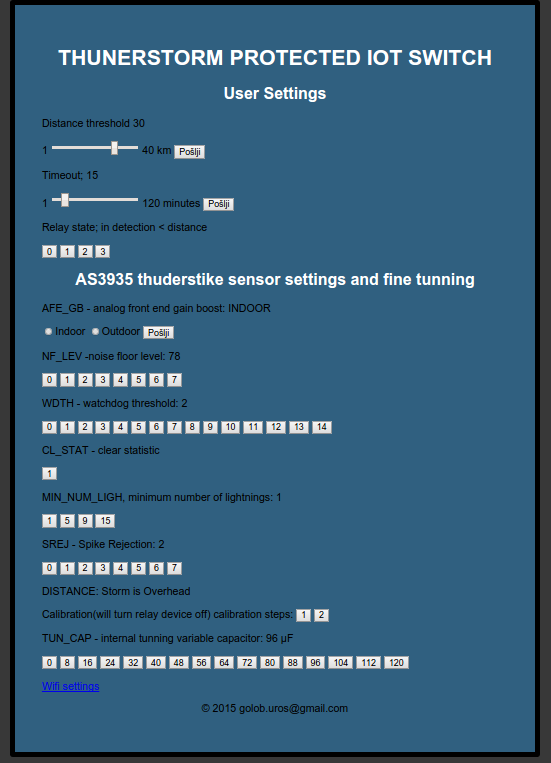 THUNERSTORM PROTECTED IOT SWITCH
User Settings
Distance threshold 30
1 40 km Pošlji
Timeout; 15
1 120 minutes Pošlji
Relay state; in detection < distance
0 1 2 3
AS3935 thuderstike sensor settings and fine tunning
AFE_GB - analog front end gain boost: INDOOR
Indoor Outdoor Pošlji
NF_LEV -noise floor level: 78
0 1 2 3 4 5 6 7
WDTH - watchdog threshold: 2
0 1 2 3 4 5 6 7 8 9 10 11 12 13 14
CL_STAT - clear statistic
1
MIN_NUM_LIGH, minimum number of lightnings: 1
1 5 9 15
SREJ - Spike Rejection: 2
0 1 2 3 4 5 6 7
DISTANCE: Storm is Overhead
Calibration(will turn relay device off) calibration steps: 1 2
TUN_CAP - internal tunning variable capacitor: 96 µF
0 8 16 24 32 40 48 56 64 72 80 88 96 104 112 120
Wifi settings
© 2015 golob.uros@gmail.com